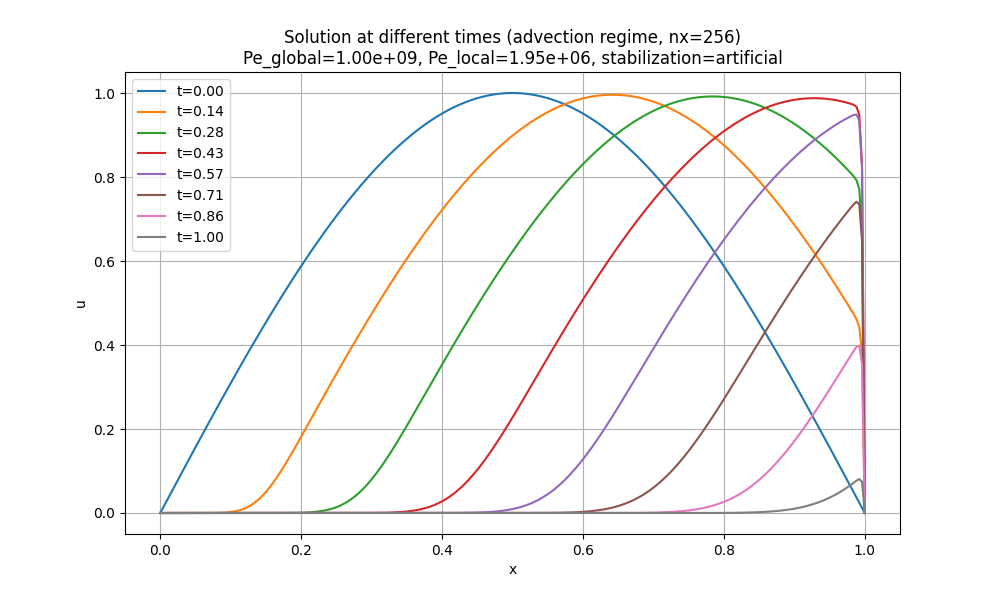 Solution at different times (advection regime, nx=256)
Pe_global=1.00e+09, Pe_local=1.95e+06, stabilization=artificial
t=0.00
t=0.14
t=0.28
t=0.43
t=0.57
t=0.71
t=0.86
t=1.00
1.0
0.8
0.6
0.4
0.2
0.0
u
0.0 0.2 0.4 0.6 0.8 1.0
x